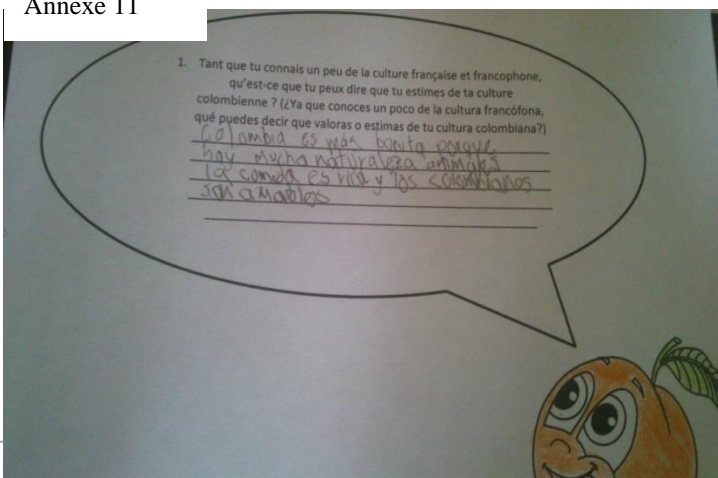 Annexe 11
1. Tant que tu connais un peu de la culture française et francophone,
qu'est-ce que tu peux dire que tu estimes de ta culture
colombienne ? (¿Ya que conoces un poco de la cultura francófona,
qué puedes decir que valoras o estimas de tu cultura colombiana?)
Colombia es más bonita porque
hay mucha naturaleza animales
la comida es rica y los colombianos
son amables